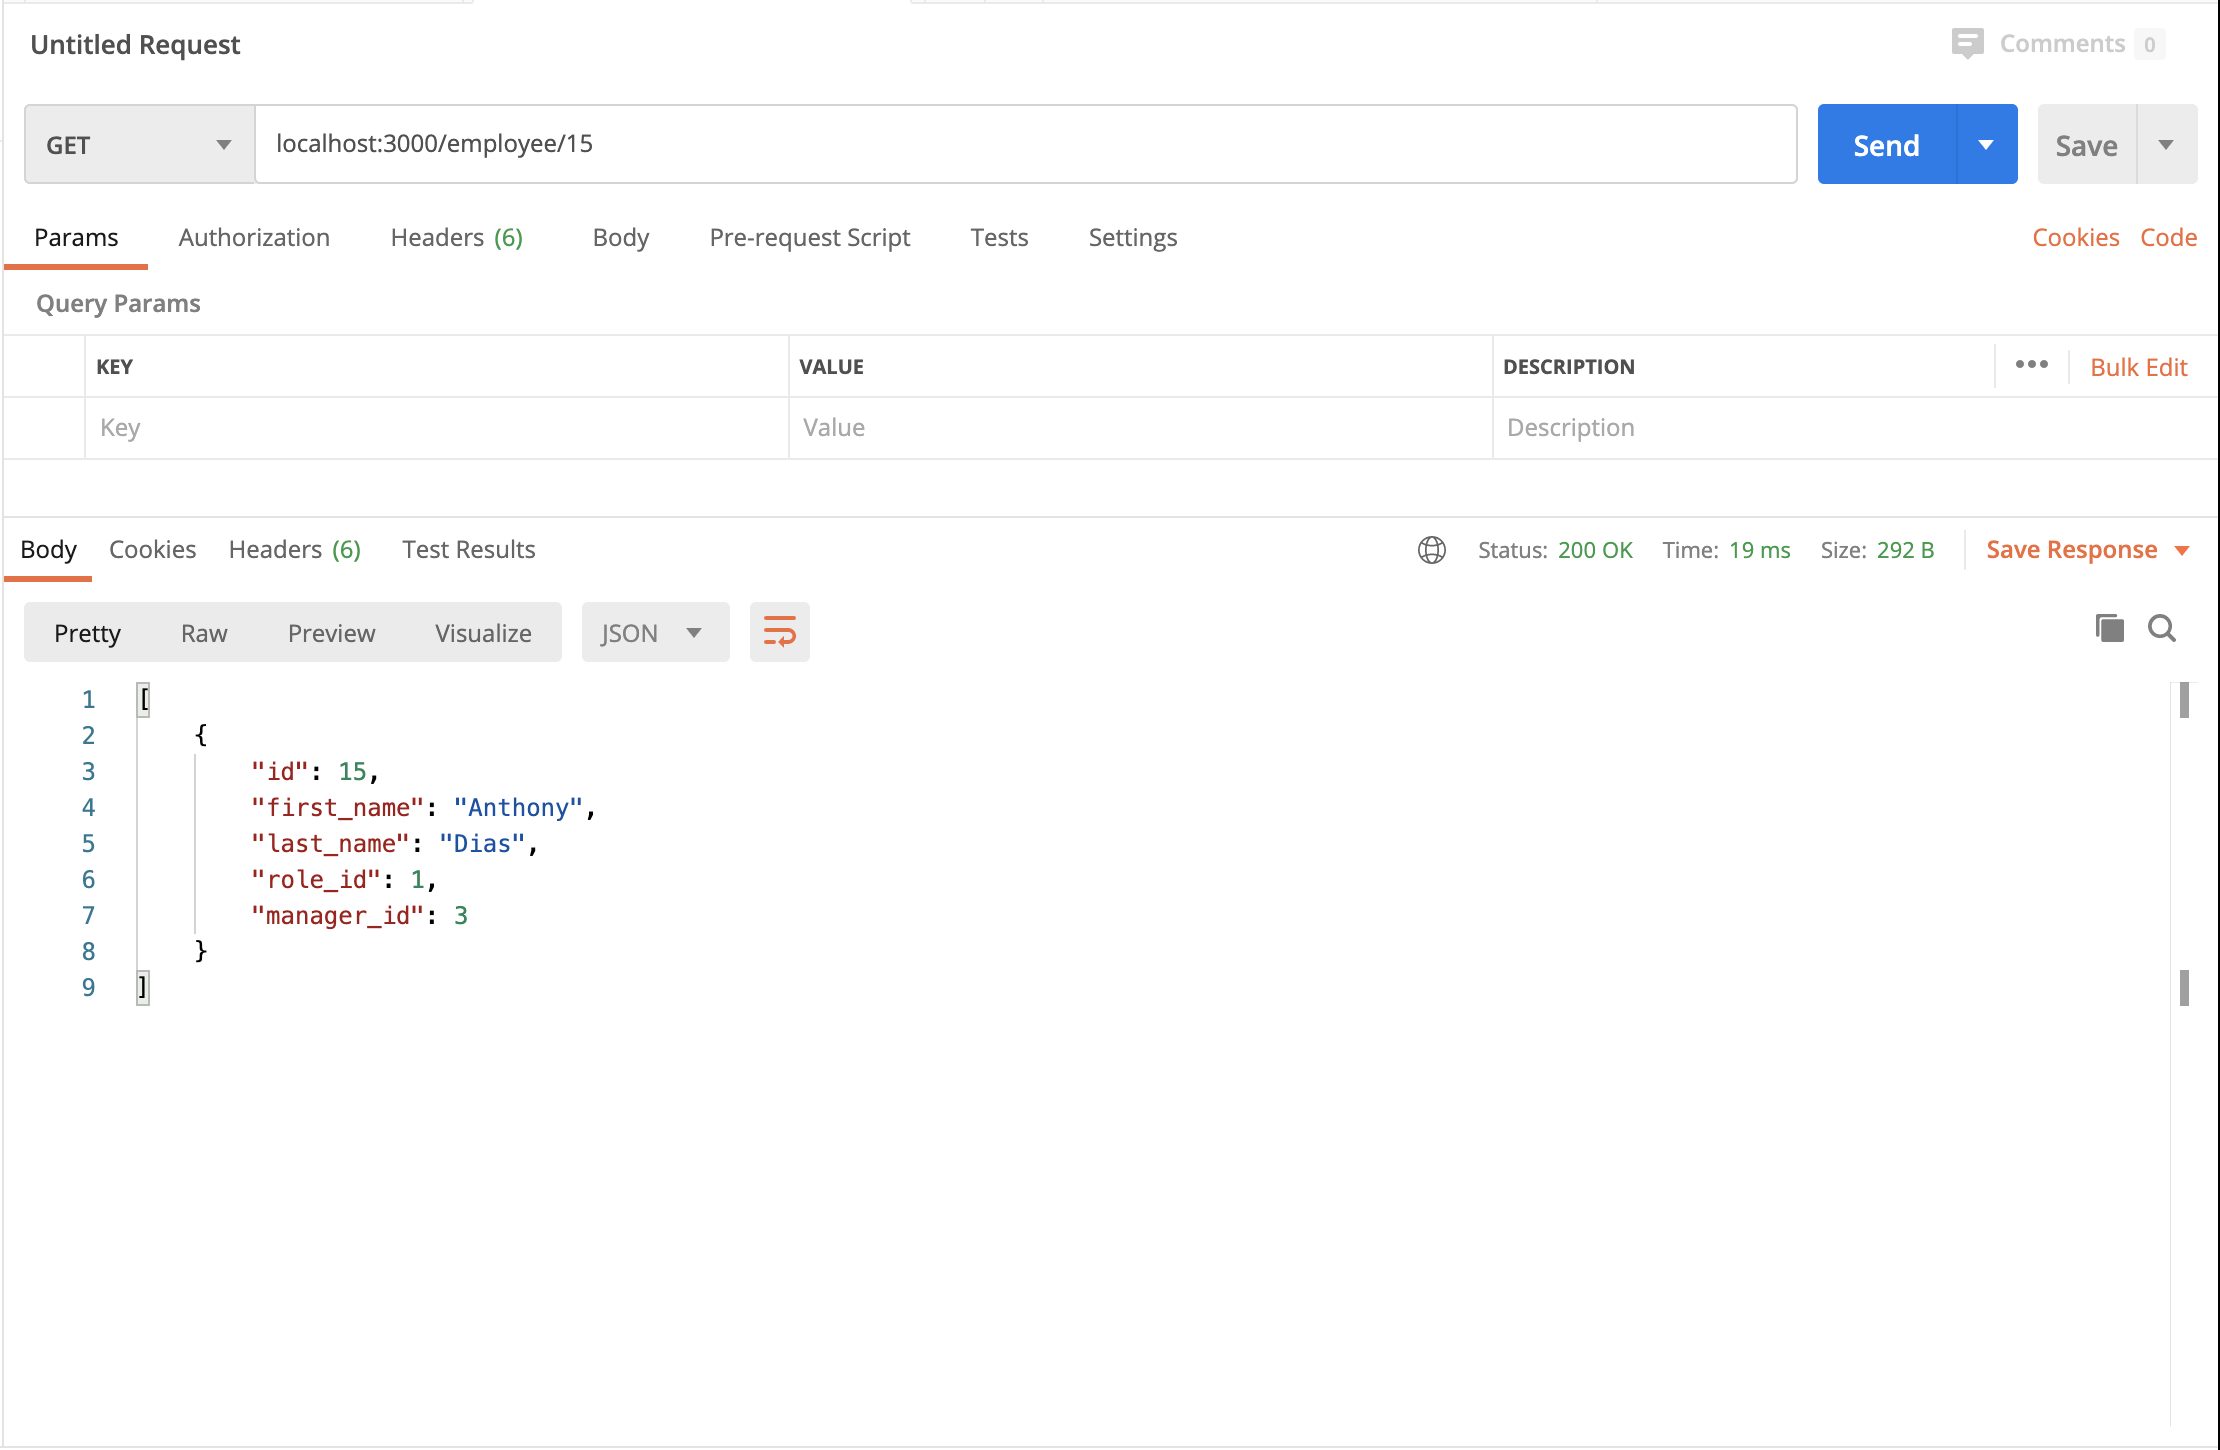 Untitled Request
Comments 0
GET localhost:3000/employee/15 Send Save
Params Authorization Headers (6) Body Pre-request Script Tests Settings Cookies Code
Query Params
KEY VALUE DESCRIPTION ••• Bulk Edit
Key Value Description
Body Cookies Headers (6) Test Results Status: 200 OK Time: 19 ms Size: 292 B Save Response
Pretty Raw Preview Visualize JSON
1 [
2 {
3 "id": 15,
4 "first_name": "Anthony",
5 "last_name": "Dias",
6 "role_id": 1,
7 "manager_id": 3
8 }
9 ]